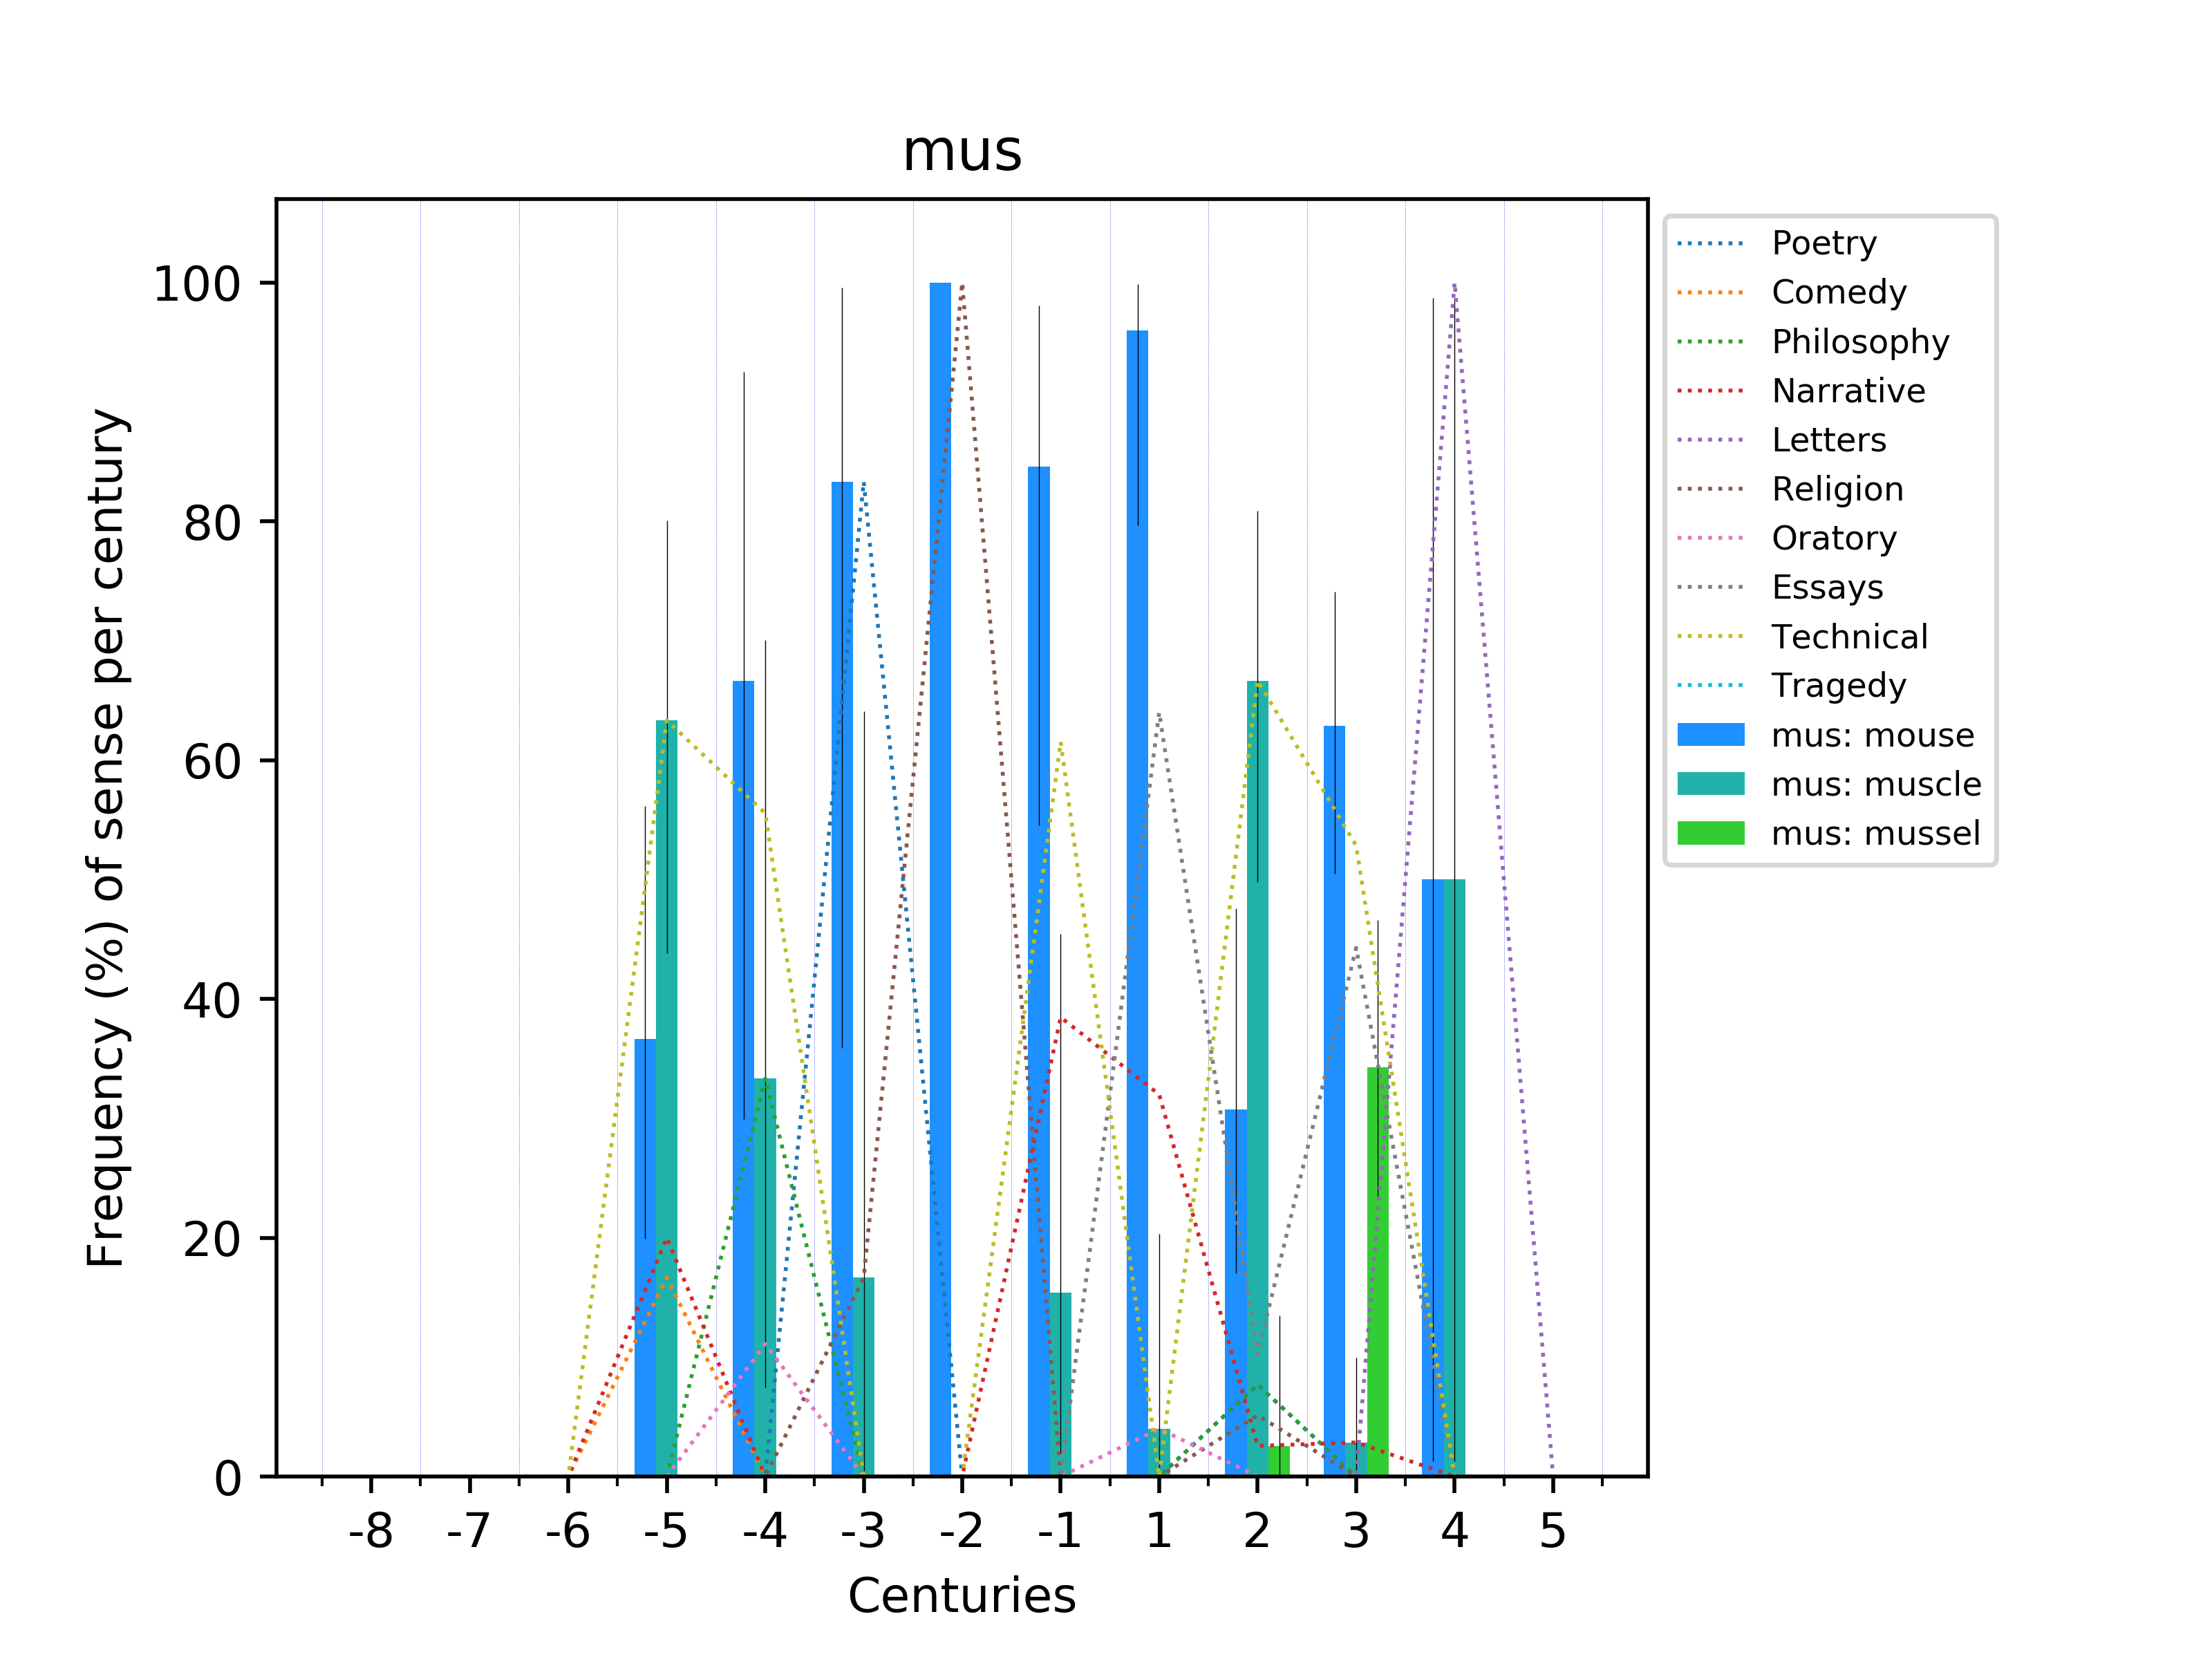 mus
Frequency (%) of sense per century
100
80
60
40
20
0
-8 -7 -6 -5 -4 -3 -2 -1 1 2 3 4 5
Centuries
Poetry
Comedy
Philosophy
Narrative
Letters
Religion
Oratory
Essays
Technical
Tragedy
mus: mouse
mus: muscle
mus: mussel